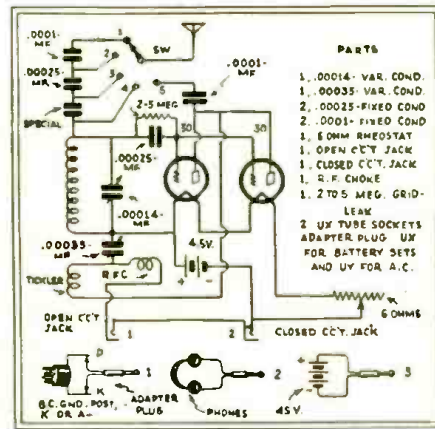 .0001-
MF.
.00025-
MF.
SPECIAL
1
2
3
4
5
SW
.0001-
MF.
2-5 MEG.
30
30
.00025-
MF.
.00014-
MF
.00035-
MF.
TICKLER
R.F.C.
4.5V.
+
-
6 OHMS
OPEN CC'T
JACK
1
2
CLOSED CC'T. JACK
PARTS
1, .00014- VAR. COND.
1, .00035- VAR. COND.
2, .00025-FIXED COND
2, .0001- FIXED COND
1, 6 OHM RHEOSTAT
1, OPEN CC'T JACK
1, CLOSED CC'T. JACK
1, R.F. CHOKE
1, 2 TO 5 MEG. GRID-
LEAK
2 UX TUBE SOCKETS
ADAPTER PLUG UX
FOR BATTERY SETS
AND UY FOR A.C.
P
K
1
B.C. GND. POST,
K OR A-
ADAPTER
PLUG
2
PHONES
+
-
45V.
3